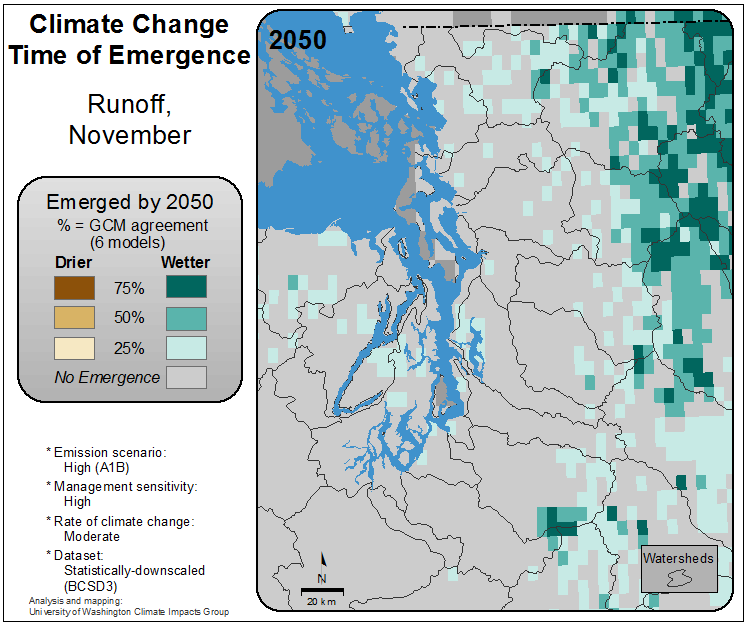 Climate Change
Time of Emergence
Runoff,
November
Emerged by 2050
% = GCM agreement
(6 models)
Drier Wetter
75%
50%
25%
No Emergence
* Emission scenario:
High (A1B)
* Management sensitivity:
High
* Rate of climate change:
Moderate
* Dataset:
Statistically-downscaled
(BCSD3)
Analysis and mapping:
University of Washington Climate Impacts Group
2050
N
20 km
Watersheds